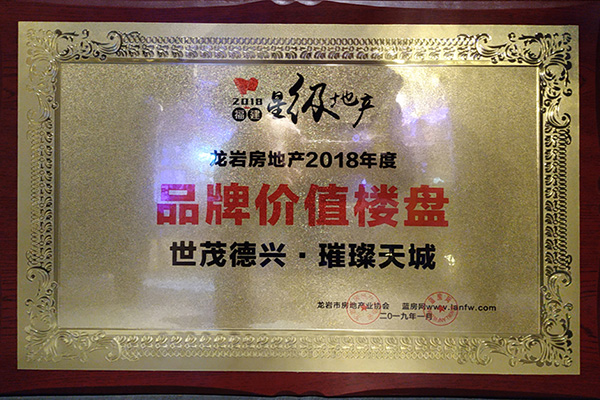 2018 星级地产
福建
龙岩房地产2018年度
品牌价值楼盘
世茂德兴·璀璨天城
龙岩市房地产业协会 蓝房网www.lanfw.com
二〇一九年一月